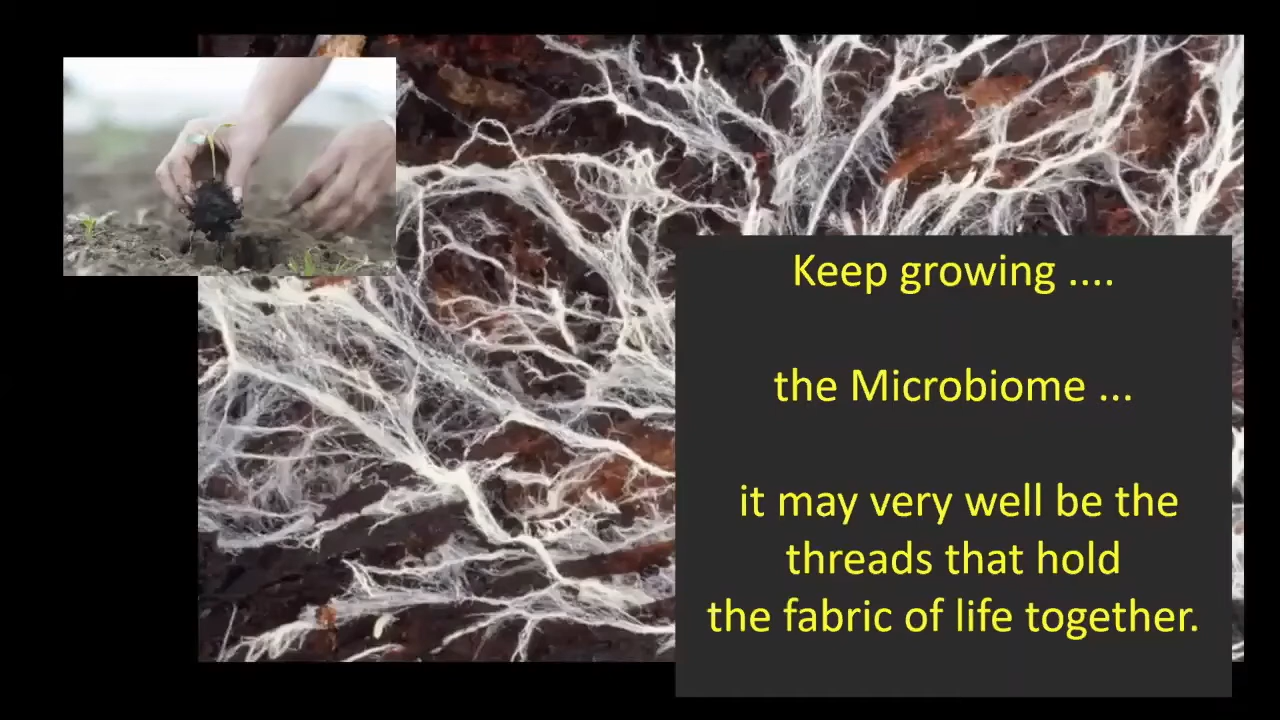 Keep growing ....
the Microbiome ...
it may very well be the
threads that hold
the fabric of life together.